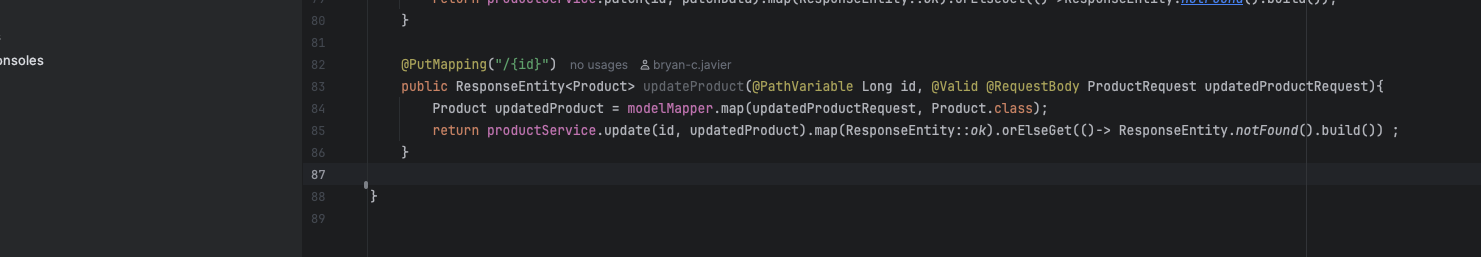 onsoles
79 return productService.patch(id, patchData).map(ResponseEntity::ok).orElseGet(()->ResponseEntity.notFound().build());
80 }
81
82 @PutMapping("/{id}") no usages bryan-c.javier
83 public ResponseEntity<Product> updateProduct(@PathVariable Long id, @Valid @RequestBody ProductRequest updatedProductRequest){
84 Product updatedProduct = modelMapper.map(updatedProductRequest, Product.class);
85 return productService.update(id, updatedProduct).map(ResponseEntity::ok).orElseGet(()-> ResponseEntity.notFound().build()) ;
86 }
87
88 }
89